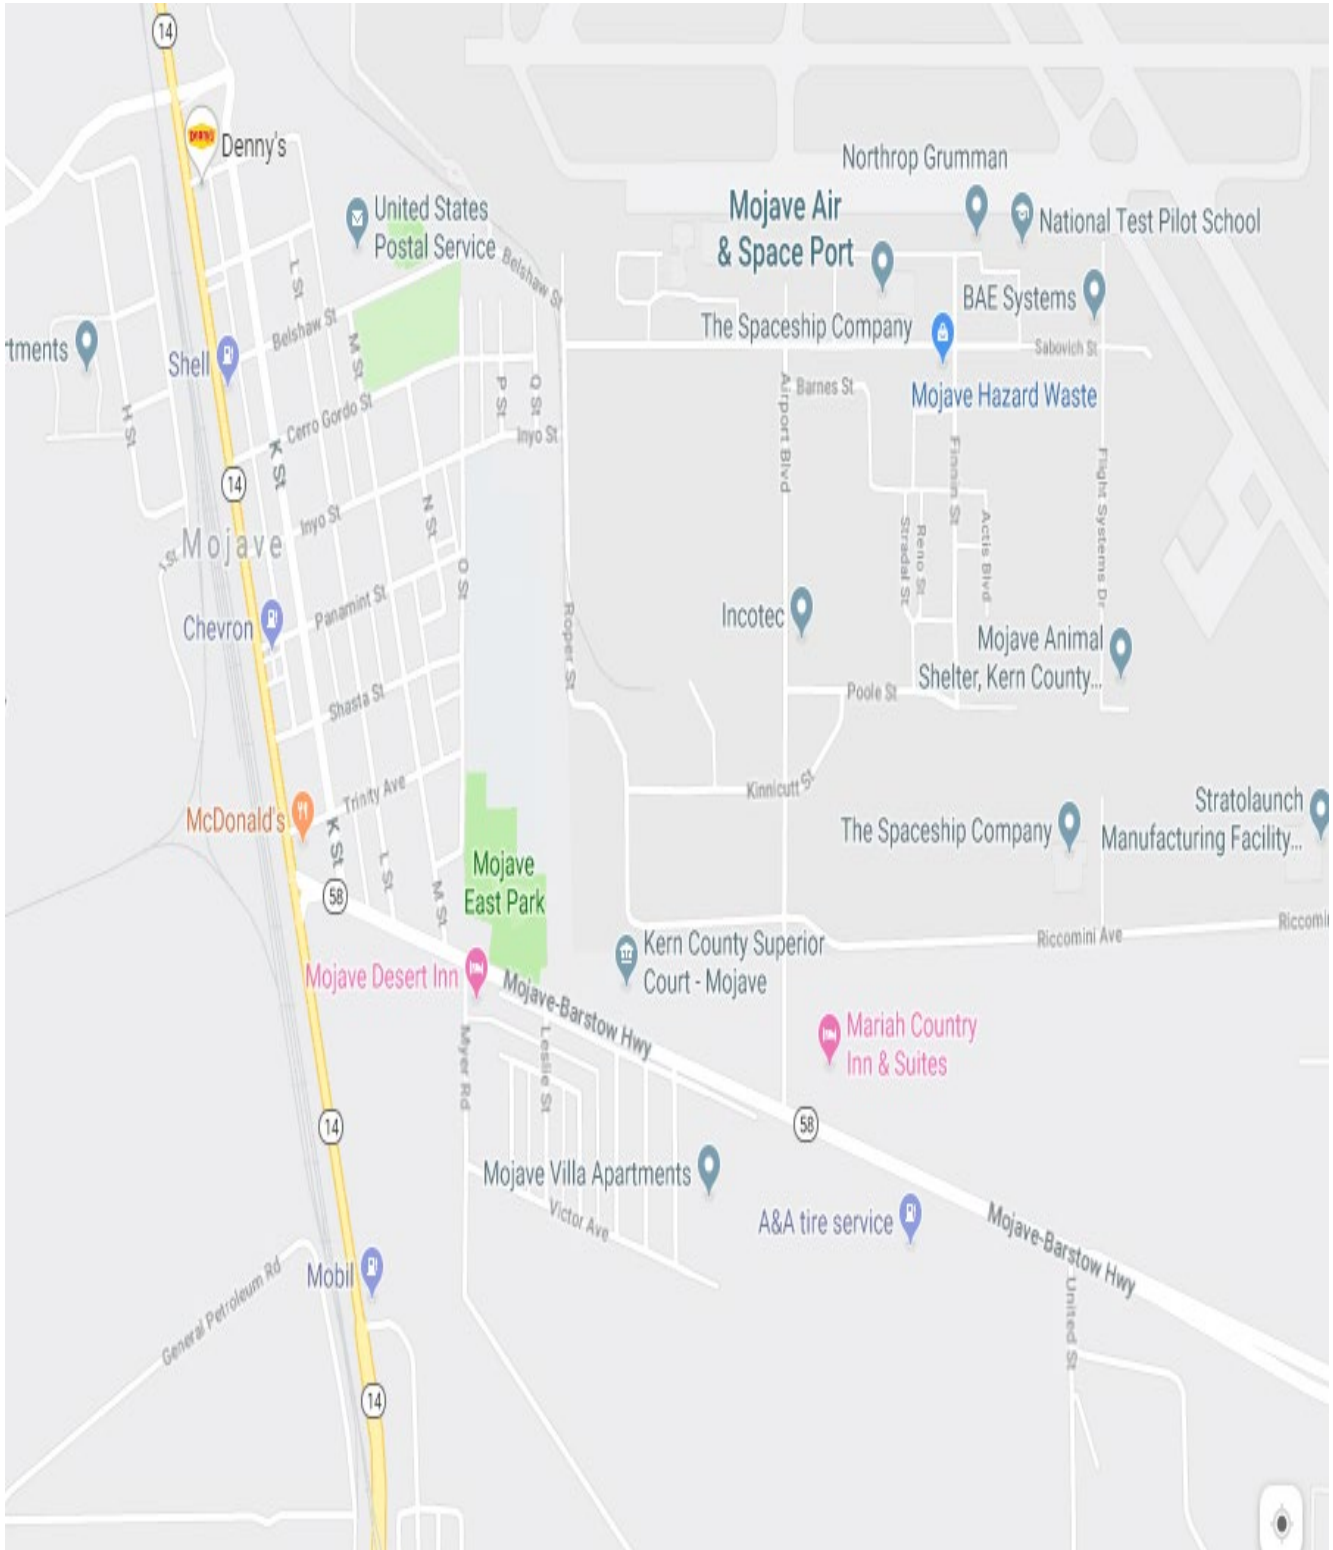 14
Denny's
Northrop Grumman
United States
Postal Service
Mojave Air
& Space Port
National Test Pilot School
Belshaw St
L St
BAE Systems
The Spaceship Company
Sabovich St
Belshaw St
rtments
Shell
M St
Mojave Hazard Waste
Barnes St
Airport Blvd
P St
Q St
H St
Cerro Gordo St
K St
Inyo St
14
Flight Systems Dr
Inyo St
N St
Stradal St
Reno St
Actis Blvd
Mojave
O St
Panamint St
Chevron
Incotec
Roper St
Mojave Animal
Shelter, Kern County...
Poole St
Shasta St
Kinnicutt St
Trinity Ave
McDonald's
K St
The Spaceship Company
Stratolaunch
Manufacturing Facility...
L St
M St
58
Mojave
East Park
Riccomini Ave
Kern County Superior
Court - Mojave
Mojave Desert Inn
Mojave-Barstow Hwy
Mariah Country
Inn & Suites
Myer Rd
Leslie St
14
58
Mojave Villa Apartments
Victor Ave
A&A tire service
Mojave-Barstow Hwy
General Petroleum Rd
Mobil
United St
14